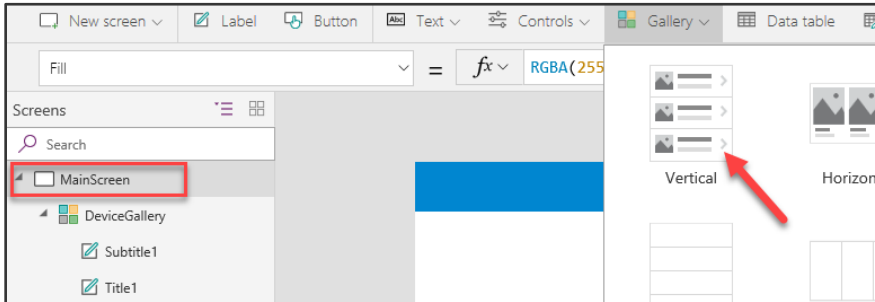 New screen Label Button Abc Text Controls Gallery Data table
Fill = fx RGBA(255
Screens
Search
MainScreen
DeviceGallery
Subtitle1
Title1
Vertical Horizon